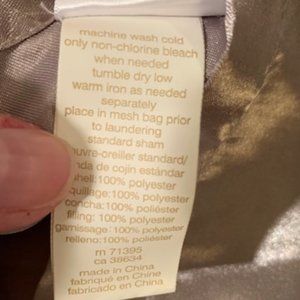 machine wash cold
only non-chlorine bleach
when needed
tumble dry low
warm iron as needed
separately
place in mesh bag prior
to laundering
standard sham
ouvre-oreiller standard/
nda de cojín estándar
shell:100% polyester
quillage:100% polyester
concha:100% poliéster
filling: 100% polyester
garnissage: 100% polyester
relleno:100% poliéster
rn 71395
ca 38634
made in China
fabriqué en Chine
fabricado en China